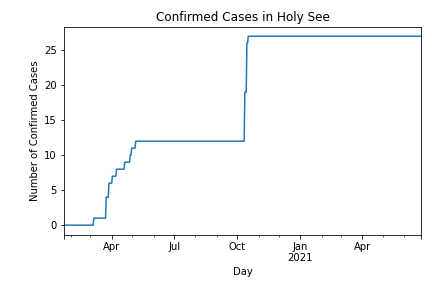 Confirmed Cases in Holy See
Number of Confirmed Cases
25
20
15
10
5
0
Apr Jul Oct Jan Apr
2021
Day